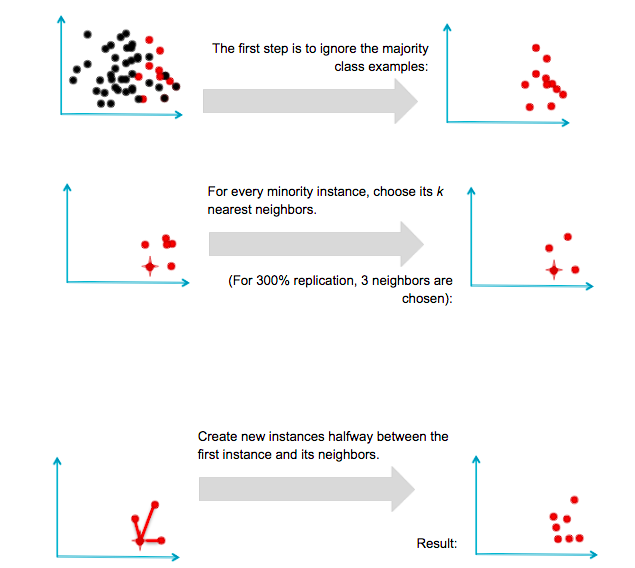 The first step is to ignore the majority
class examples:
For every minority instance, choose its k
nearest neighbors.
(For 300% replication, 3 neighbors are
chosen):
Create new instances halfway between the
first instance and its neighbors.
Result: